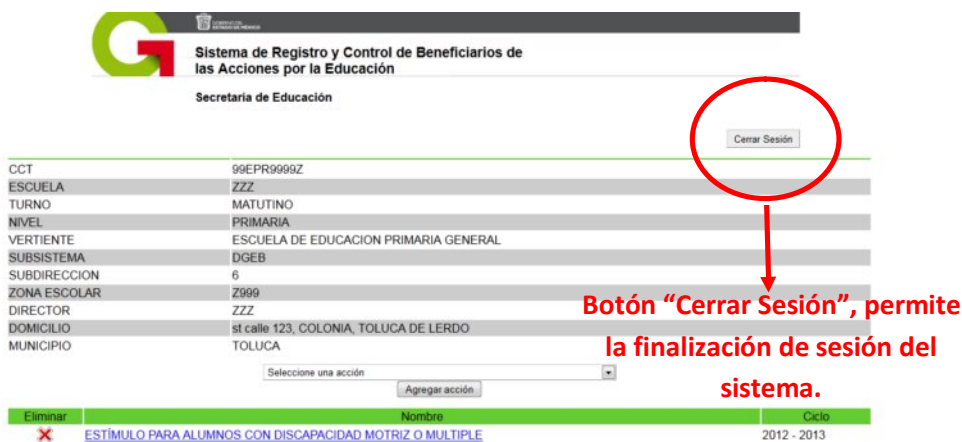 Sistema de Registro y Control de Beneficiarios de
las Acciones por la Educación
Secretaria de Educación
Cerrar Sesión
CCT 99EPR9999Z
ESCUELA ZZZ
TURNO MATUTINO
NIVEL PRIMARIA
VERTIENTE ESCUELA DE EDUCACION PRIMARIA GENERAL
SUBSISTEMA DGEB
SUBDIRECCION 6
ZONA ESCOLAR Z999
DIRECTOR ZZZ
DOMICILIO st calle 123, COLONIA, TOLUCA DE LERDO
MUNICIPIO TOLUCA
Botón “Cerrar Sesión”, permite
la finalización de sesión del
sistema.
Seleccione una acción
Agregar acción
Eliminar Nombre Ciclo
ESTÍMULO PARA ALUMNOS CON DISCAPACIDAD MOTRIZ O MULTIPLE 2012 - 2013